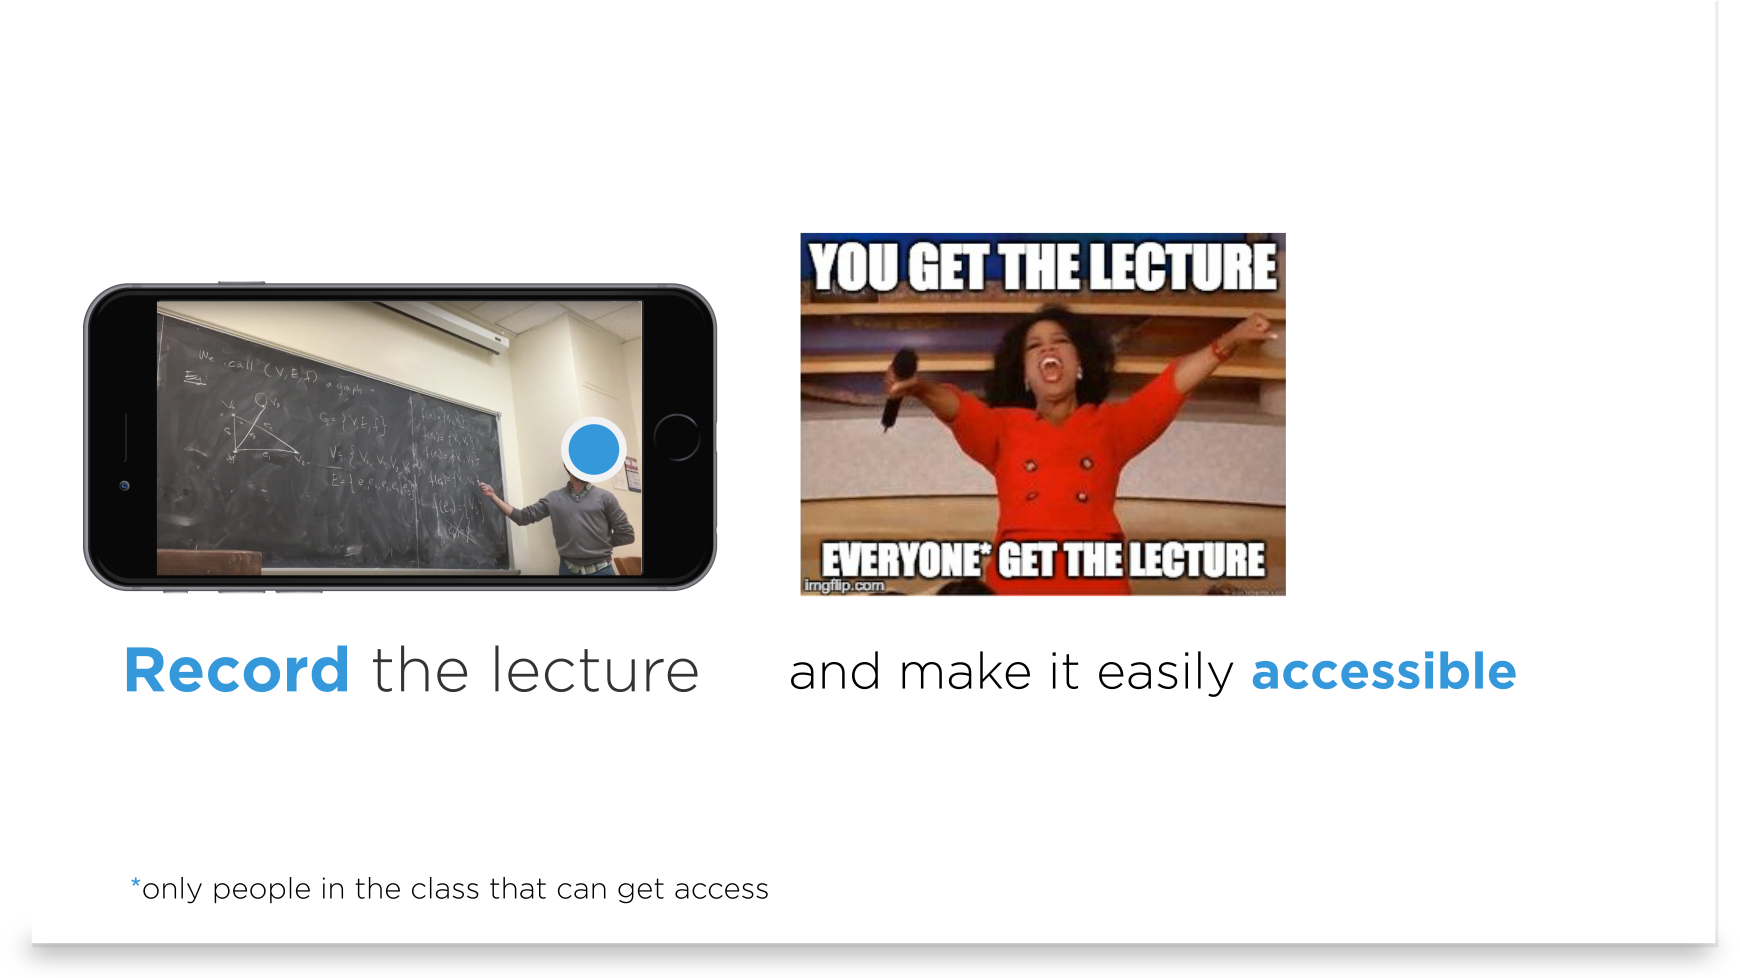 YOU GET THE LECTURE
We call (V, E, f) a graph
Eg:
G = { V, E, f }
EVERYONE* GET THE LECTURE
imgflip.com
Record the lecture
and make it easily accessible
*only people in the class that can get access